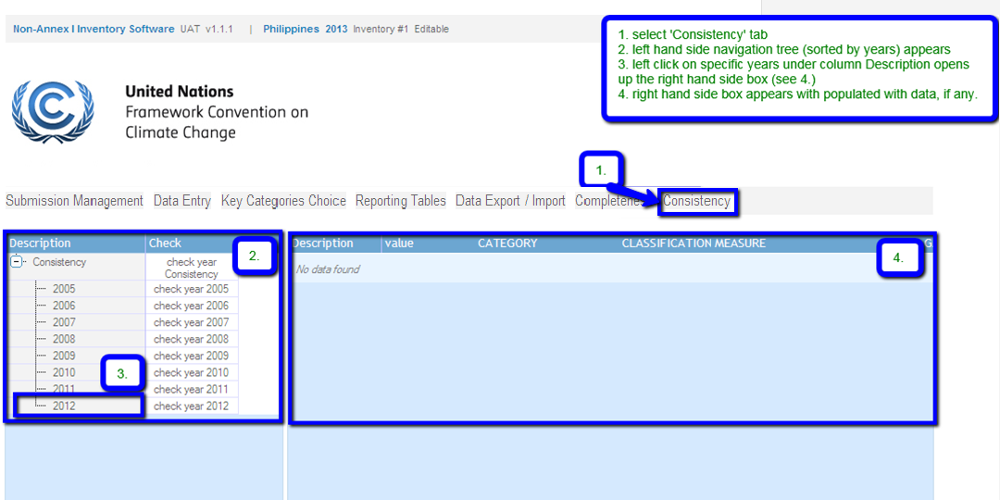 Non-Annex I Inventory Software UAT v1.1.1 | Philippines 2013 Inventory #1 Editable
1. select 'Consistency' tab
2. left hand side navigation tree (sorted by years) appears
3. left click on specific years under column Description opens
up the right hand side box (see 4.)
4. right hand side box appears with populated with data, if any.
United Nations
Framework Convention on
Climate Change
1.
Submission Management Data Entry Key Categories Choice Reporting Tables Data Export / Import Completenes Consistency
Description Check
2.
Consistency check year
Consistency
2005 check year 2005
2006 check year 2006
2007 check year 2007
2008 check year 2008
2009 check year 2009
2010 check year 2010
3.
2011 check year 2011
2012 check year 2012
Description value CATEGORY CLASSIFICATION MEASURE G
4.
No data found